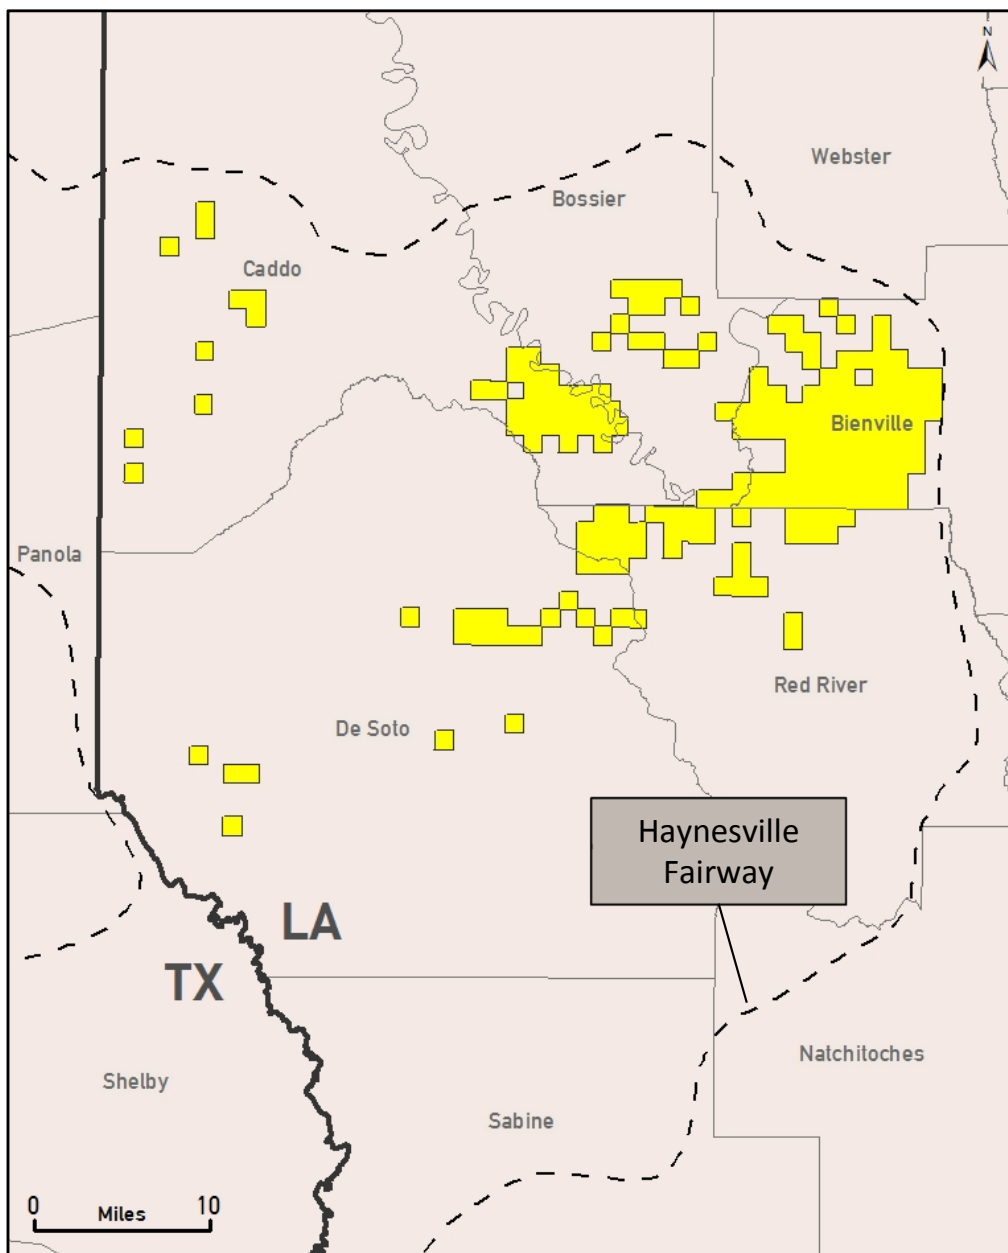 N
Webster
Bossier
Caddo
Bienville
Panola
Red River
De Soto
Haynesville
Fairway
LA
TX
Natchitoches
Shelby
Sabine
0 10
Miles